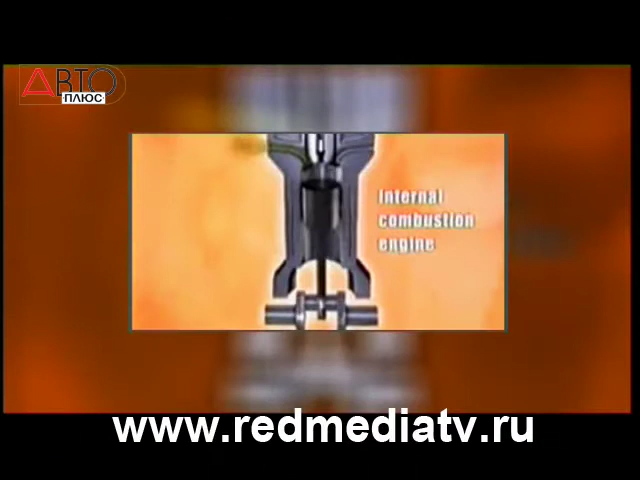 АВТО
ПЛЮС
internal
combustion
engine
www.redmediatv.ru